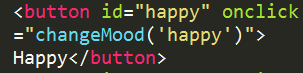 <button id="happy" onclick
="changeMood('happy')">
Happy</button>